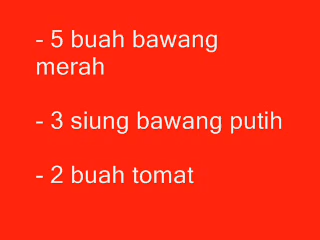 - 5 buah bawang
merah
- 3 siung bawang putih
- 2 buah tomat